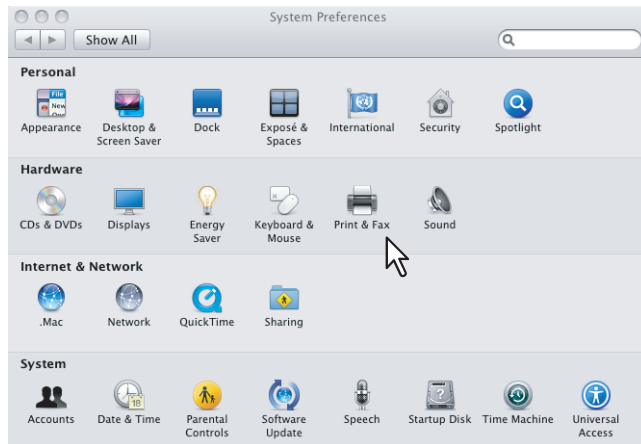 System Preferences
Show All
Personal
Appearance
Desktop &
Screen Saver
Dock
Exposé &
Spaces
International
Security
Spotlight
Hardware
CDs & DVDs
Displays
Energy
Saver
Keyboard &
Mouse
Print & Fax
Sound
Internet & Network
.Mac
Network
QuickTime
Sharing
System
Accounts
18
Date & Time
Parental
Controls
Software
Update
Speech
Startup Disk
Time Machine
Universal
Access